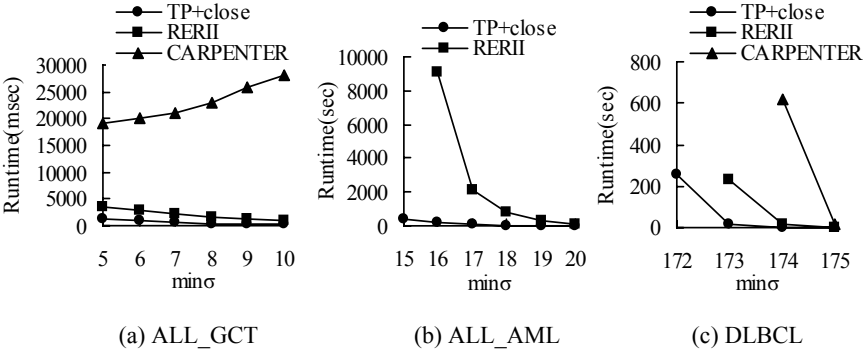 TP+close
RERII
CARPENTER
Runtime(msec)
30000
25000
20000
15000
10000
5000
0
5 6 7 8 9 10
minσ
(a) ALL_GCT
TP+close
RERII
Runtime(sec)
10000
8000
6000
4000
2000
0
15 16 17 18 19 20
minσ
(b) ALL_AML
TP+close
RERII
CARPENTER
Runtime(sec)
800
600
400
200
0
172 173 174 175
minσ
(c) DLBCL